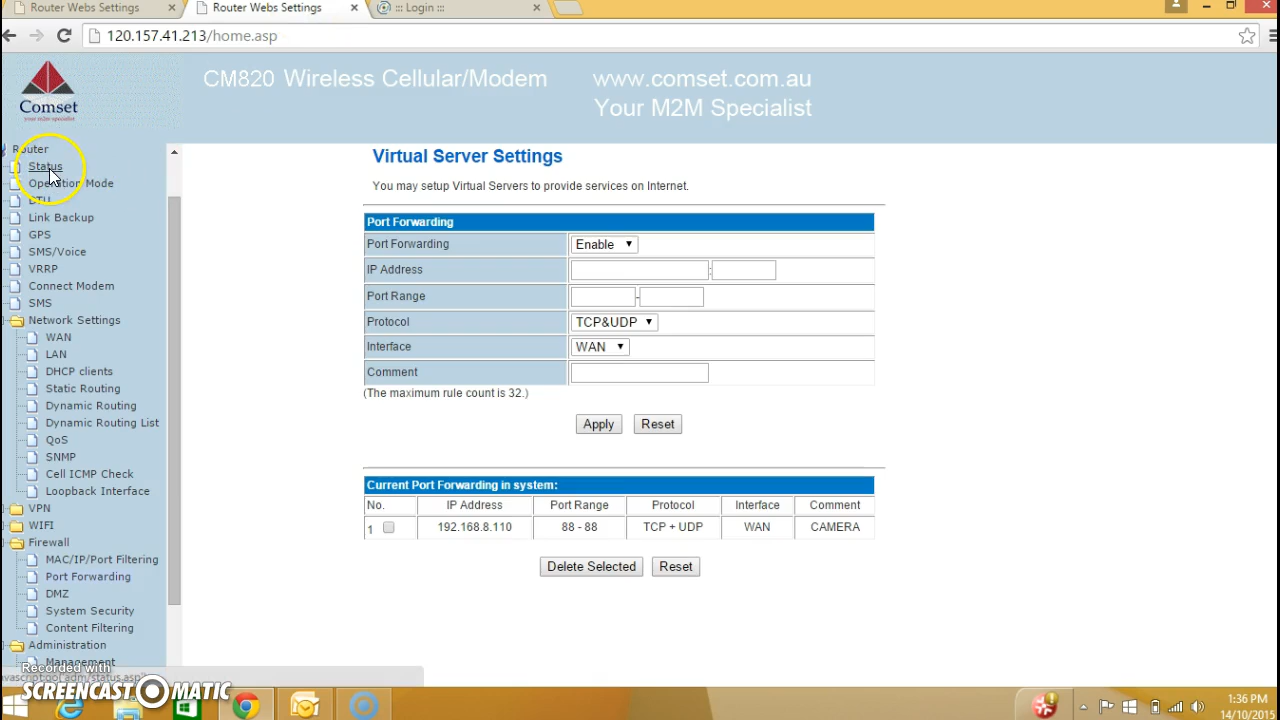 Router Webs Settings
Router Webs Settings
::: Login :::
120.157.41.213/home.asp
Comset
your m2m specialist
CM820 Wireless Cellular/Modem
www.comset.com.au
Your M2M Specialist
Router
Status
Operation Mode
DTU
Link Backup
GPS
SMS/Voice
VRRP
Connect Modem
SMS
Network Settings
WAN
LAN
DHCP clients
Static Routing
Dynamic Routing
Dynamic Routing List
QoS
SNMP
Cell ICMP Check
Loopback Interface
VPN
WIFI
Firewall
MAC/IP/Port Filtering
Port Forwarding
DMZ
System Security
Content Filtering
Administration
Management
Virtual Server Settings
You may setup Virtual Servers to provide services on Internet.
Port Forwarding
Port Forwarding Enable
IP Address :
Port Range -
Protocol TCP&UDP
Interface WAN
Comment
(The maximum rule count is 32.)
Apply Reset
Current Port Forwarding in system:
No. IP Address Port Range Protocol Interface Comment
1 192.168.8.110 88 - 88 TCP + UDP WAN CAMERA
Delete Selected Reset
Recorded with
SCREENCAST MATIC
1:36 PM
14/10/2015